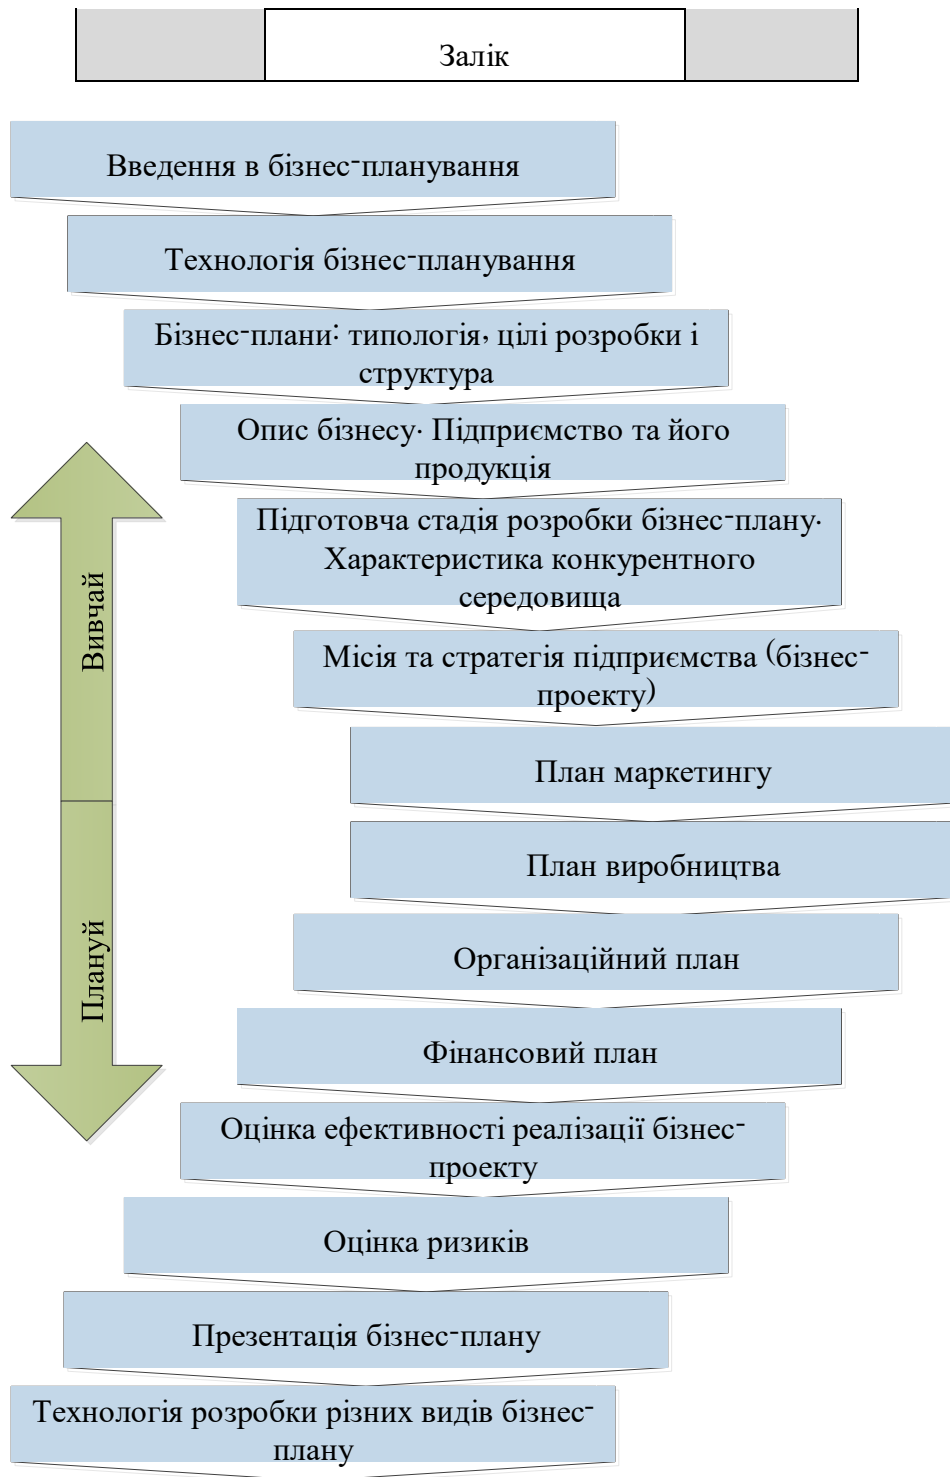 Залік
Введення в бізнес-планування
Технологія бізнес-планування
Бізнес-плани: типологія, цілі розробки і
структура
Опис бізнесу. Підприємство та його
продукція
Підготовча стадія розробки бізнес-плану.
Характеристика конкурентного
середовища
Місія та стратегія підприємства (бізнес-
проекту)
План маркетингу
План виробництва
Організаційний план
Фінансовий план
Оцінка ефективності реалізації бізнес-
проекту
Оцінка ризиків
Презентація бізнес-плану
Технологія розробки різних видів бізнес-
плану
Вивчай
Плануй